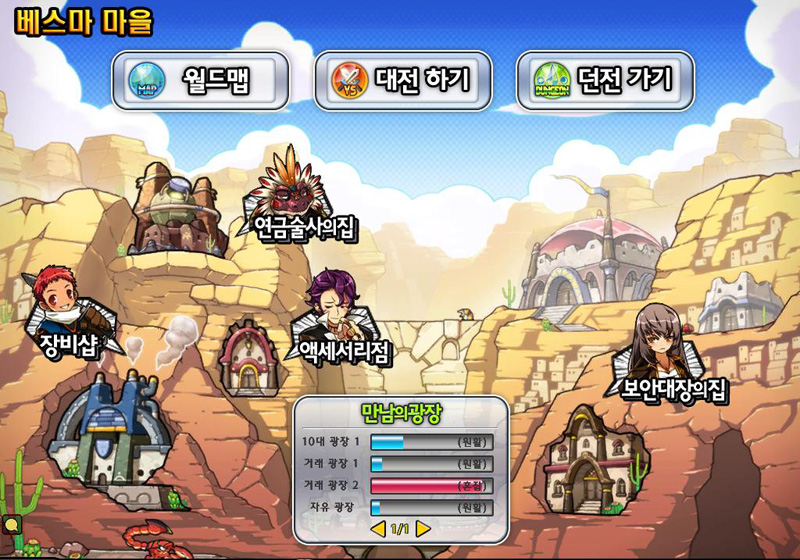 베스마 마을
MAP
월드맵
VS
대전 하기
DUNGEON
던전 가기
연금술사의집
장비샵
액세서리점
보안대장의집
만남의광장
10대 광장 1 (원활)
거래 광장 1 (원활)
거래 광장 2 (혼잡)
자유 광장 (원활)
1/1